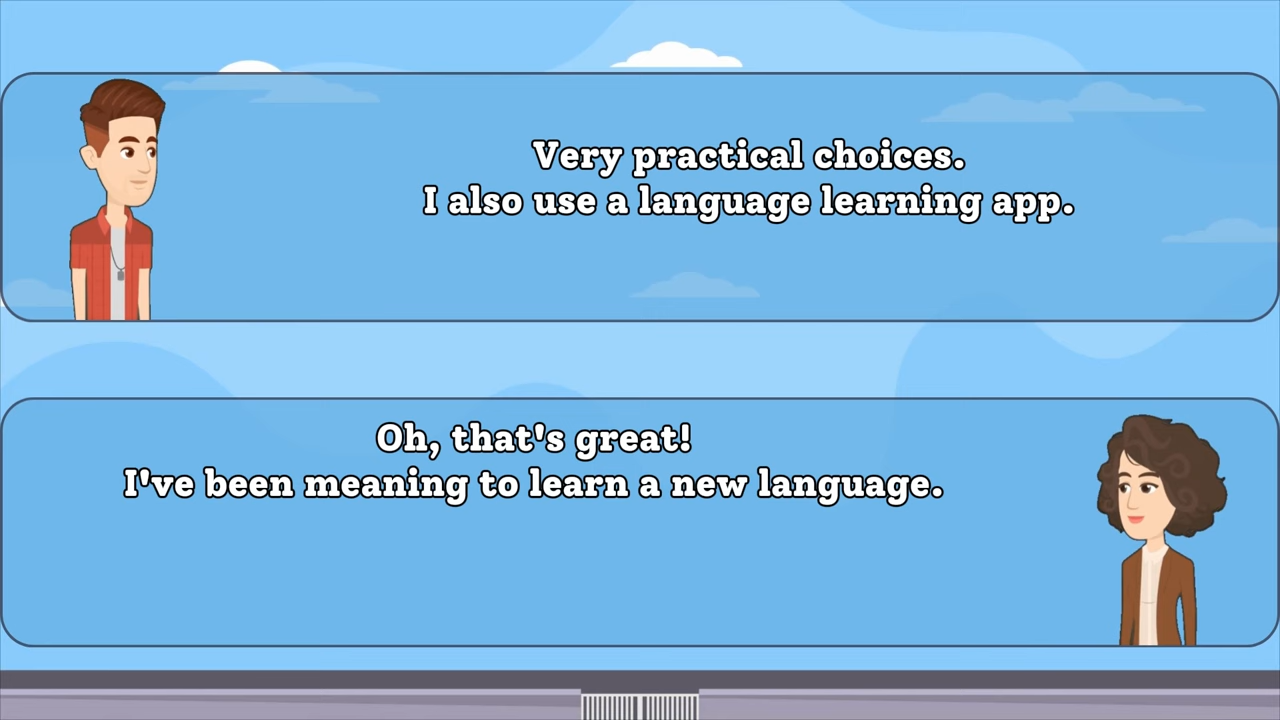 Very practical choices.
I also use a language learning app.
Oh, that's great!
I've been meaning to learn a new language.